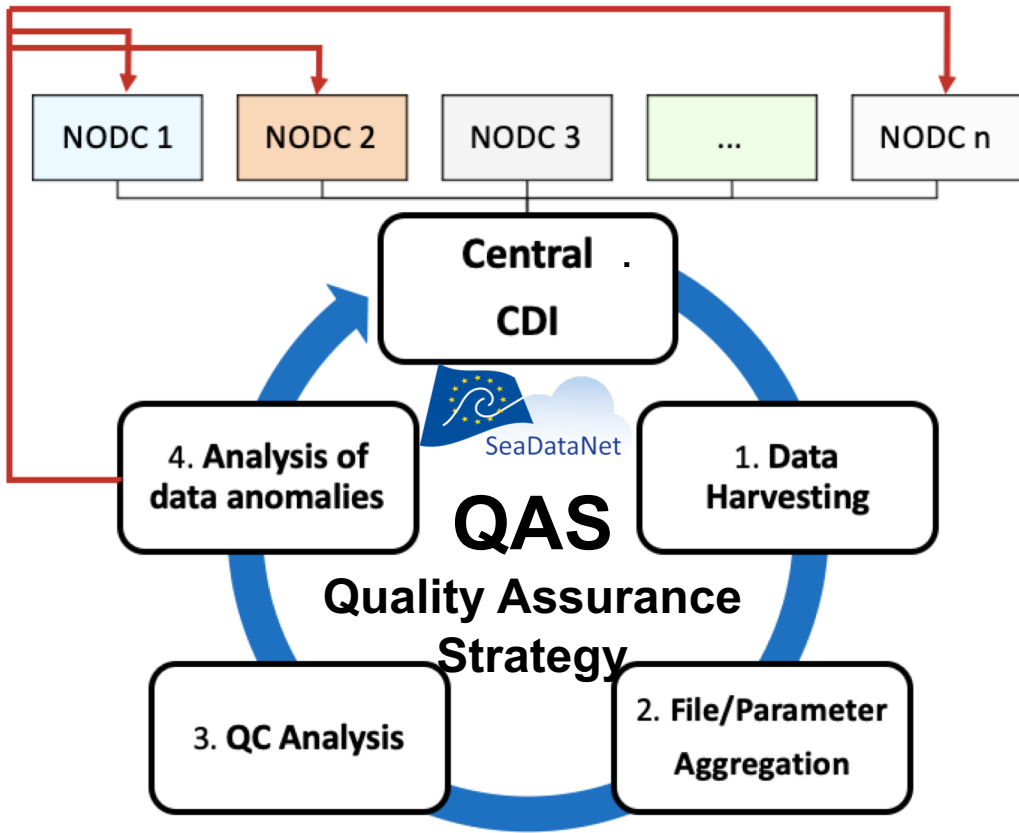 NODC 1
NODC 2
NODC 3
...
NODC n
Central .
CDI
SeaDataNet
4. Analysis of
data anomalies
1. Data
Harvesting
QAS
Quality Assurance
Strategy
3. QC Analysis
2. File/Parameter
Aggregation